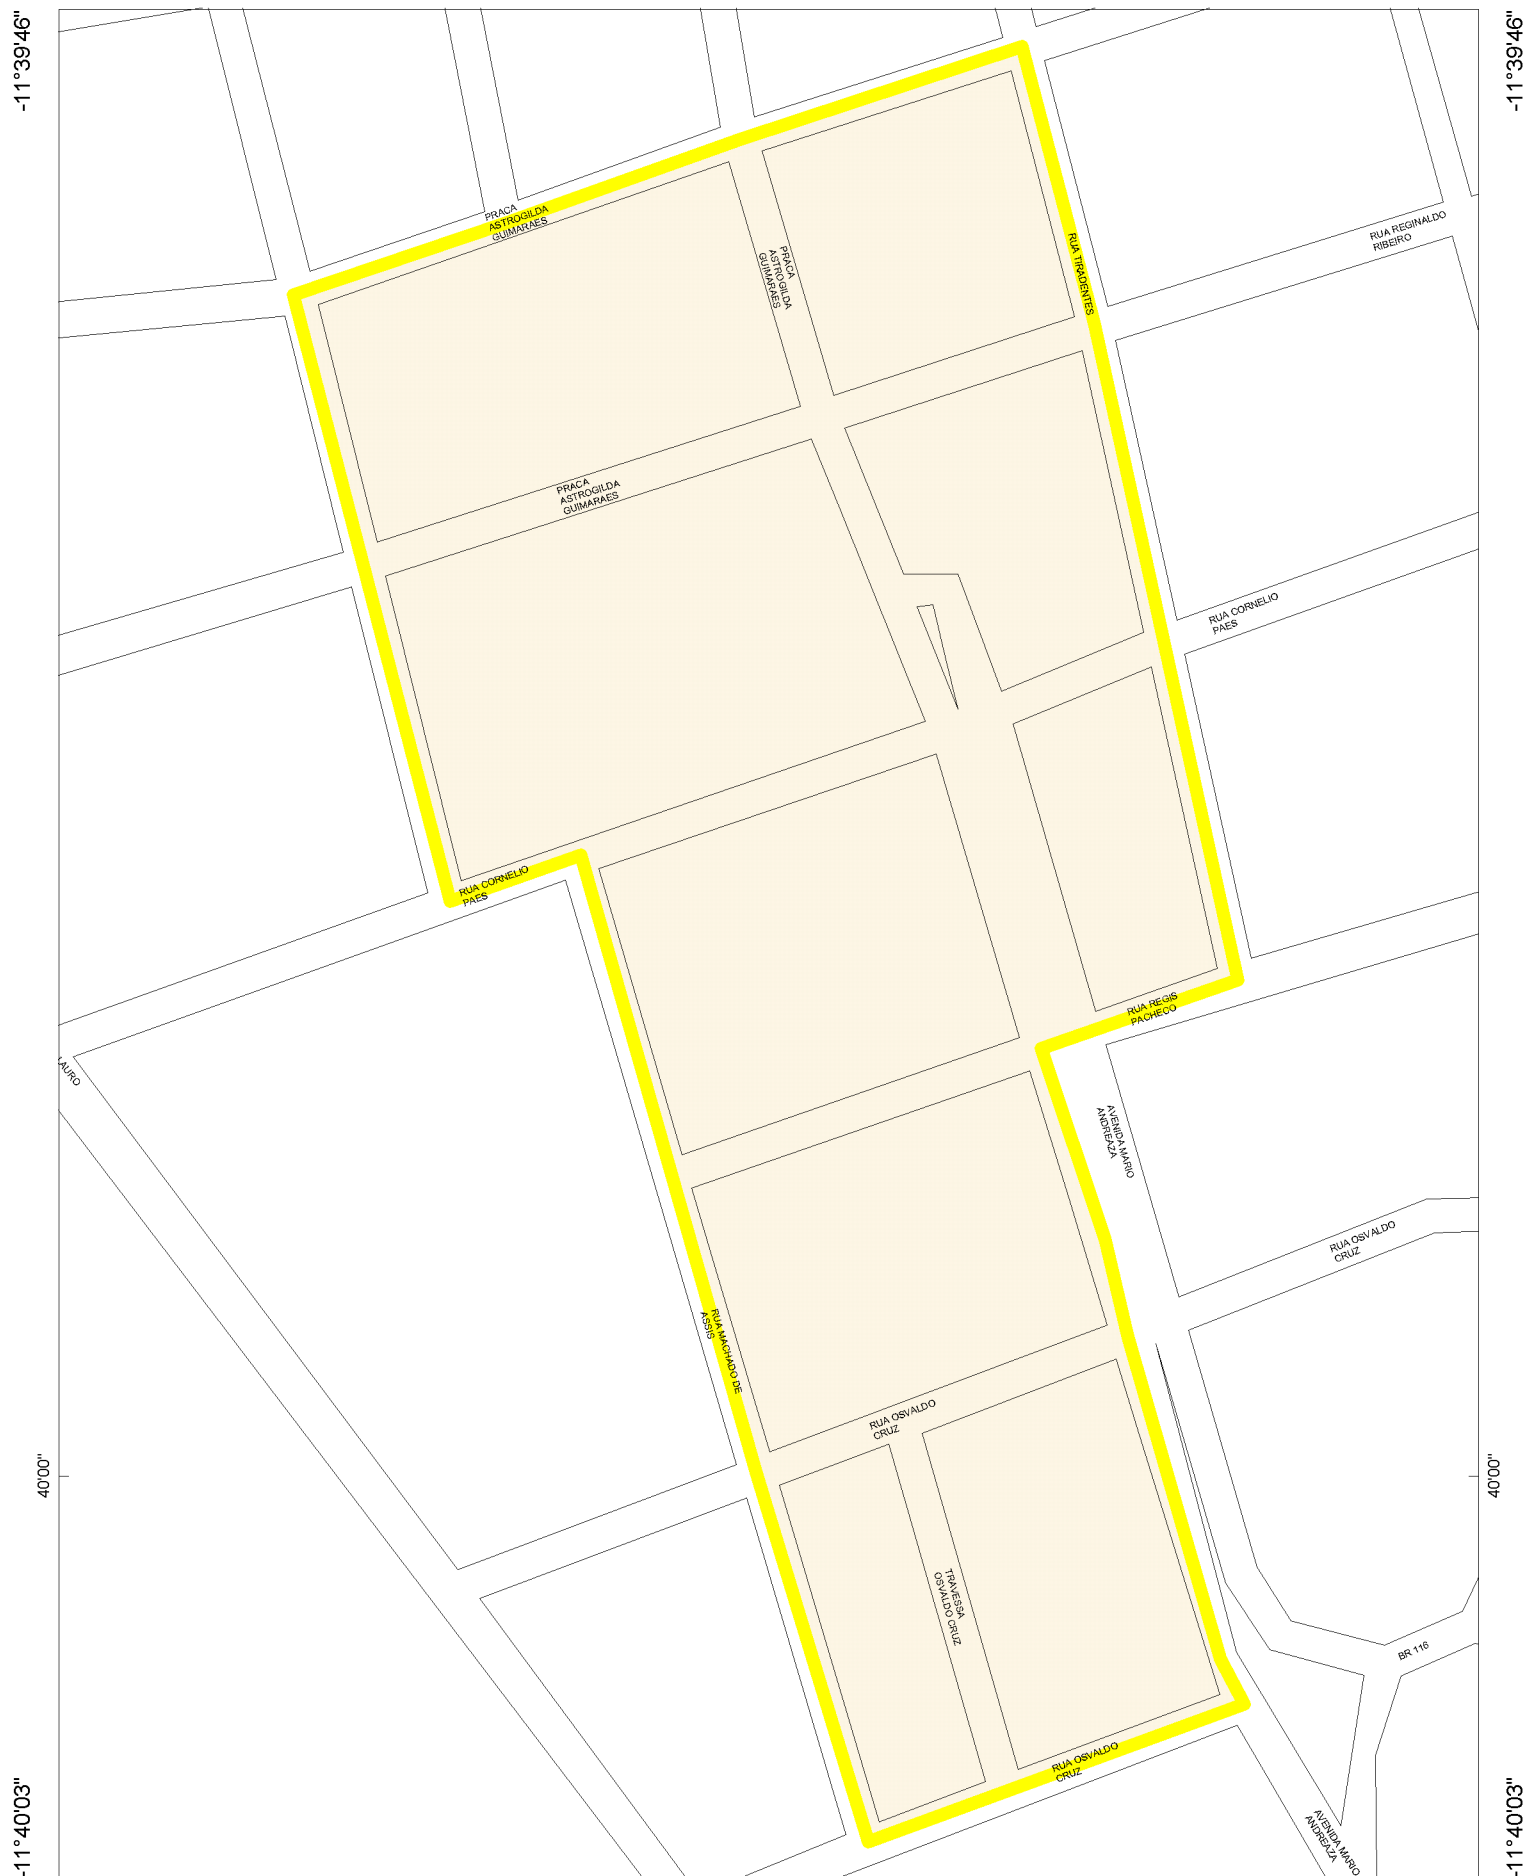 -11°39'46"
-11°39'46"
PRACA
ASTROGILDA
GUIMARAES
RUA REGINALDO
RIBEIRO
PRACA
ASTROGILDA
GUIMARAES
RUA TIRADENTES
PRACA
ASTROGILDA
GUIMARAES
RUA CORNELIO
PAES
RUA CORNELIO
PAES
RUA REGIS
PACHECO
LAURO
AVENIDA MARIO
ANDREAZA
RUA OSVALDO
CRUZ
RUA MACHADO DE
ASSIS
RUA OSVALDO
CRUZ
40'00"
40'00"
TRAVESSA
OSVALDO CRUZ
BR 116
RUA OSVALDO
CRUZ
AVENIDA MARIO
ANDREAZA
-11°40'03"
-11°40'03"